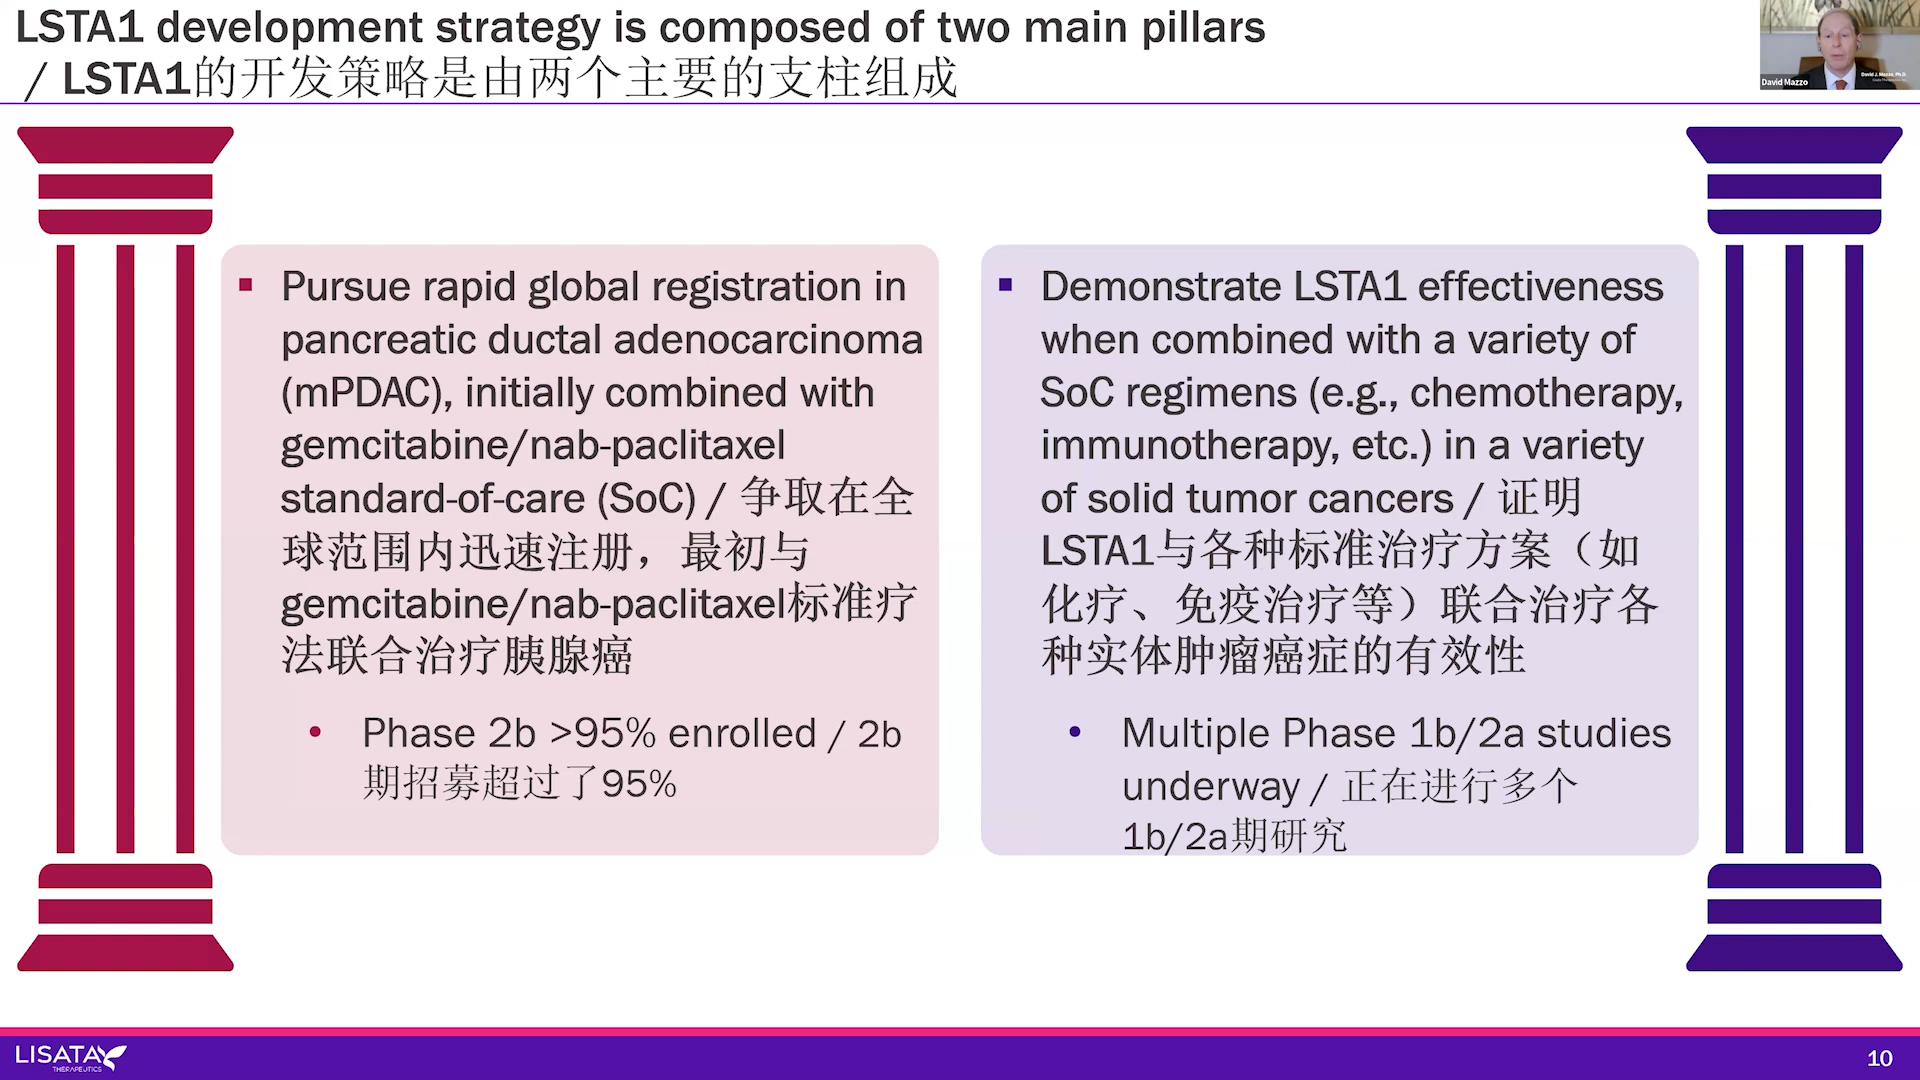 LSTA1 development strategy is composed of two main pillars
/ LSTA1的开发策略是由两个主要的支柱组成
David Mazzo
David J. Mazzo, Ph.D.
▪ Pursue rapid global registration in
pancreatic ductal adenocarcinoma
(mPDAC), initially combined with
gemcitabine/nab-paclitaxel
standard-of-care (SoC) / 争取在全
球范围内迅速注册，最初与
gemcitabine/nab-paclitaxel标准疗
法联合治疗胰腺癌
• Phase 2b >95% enrolled / 2b
期招募超过了95%
▪ Demonstrate LSTA1 effectiveness
when combined with a variety of
SoC regimens (e.g., chemotherapy,
immunotherapy, etc.) in a variety
of solid tumor cancers / 证明
LSTA1与各种标准治疗方案（如
化疗、免疫治疗等）联合治疗各
种实体肿瘤癌症的有效性
• Multiple Phase 1b/2a studies
underway / 正在进行多个
1b/2a期研究
LISATA
THERAPEUTICS
10